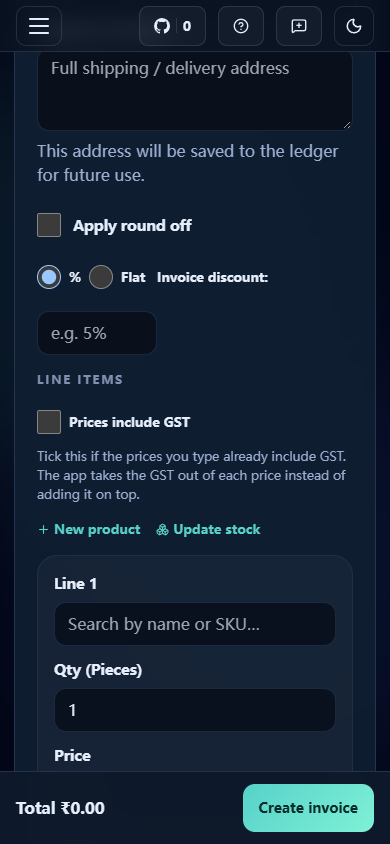 0
Full shipping / delivery address
This address will be saved to the ledger
for future use.
Apply round off
% Flat Invoice discount:
e.g. 5%
LINE ITEMS
Prices include GST
Tick this if the prices you type already include GST.
The app takes the GST out of each price instead of
adding it on top.
+ New product Update stock
Line 1
Search by name or SKU...
Qty (Pieces)
1
Price
Total ₹0.00 Create invoice